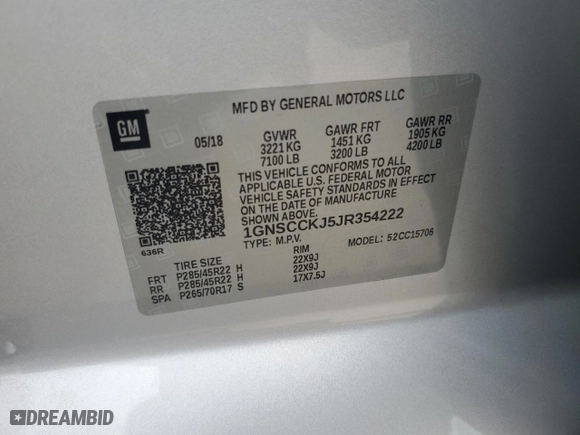 MFD BY GENERAL MOTORS LLC
GM
05/18
GVWR GAWR FRT GAWR RR
3221 KG 1451 KG 1905 KG
7100 LB 3200 LB 4200 LB
THIS VEHICLE CONFORMS TO ALL
APPLICABLE U.S. FEDERAL MOTOR
VEHICLE SAFETY STANDARDS IN
EFFECT ON THE DATE OF MANUFACTURE
SHOWN ABOVE.
1GNSCCKJ5JR354222
TYPE: M.P.V. 52CC15706
636R
TIRE SIZE RIM
FRT P285/45R22 H 22X9J
RR P285/45R22 H 22X9J
SPA P265/70R17 S 17X7.5J
DREAMBID